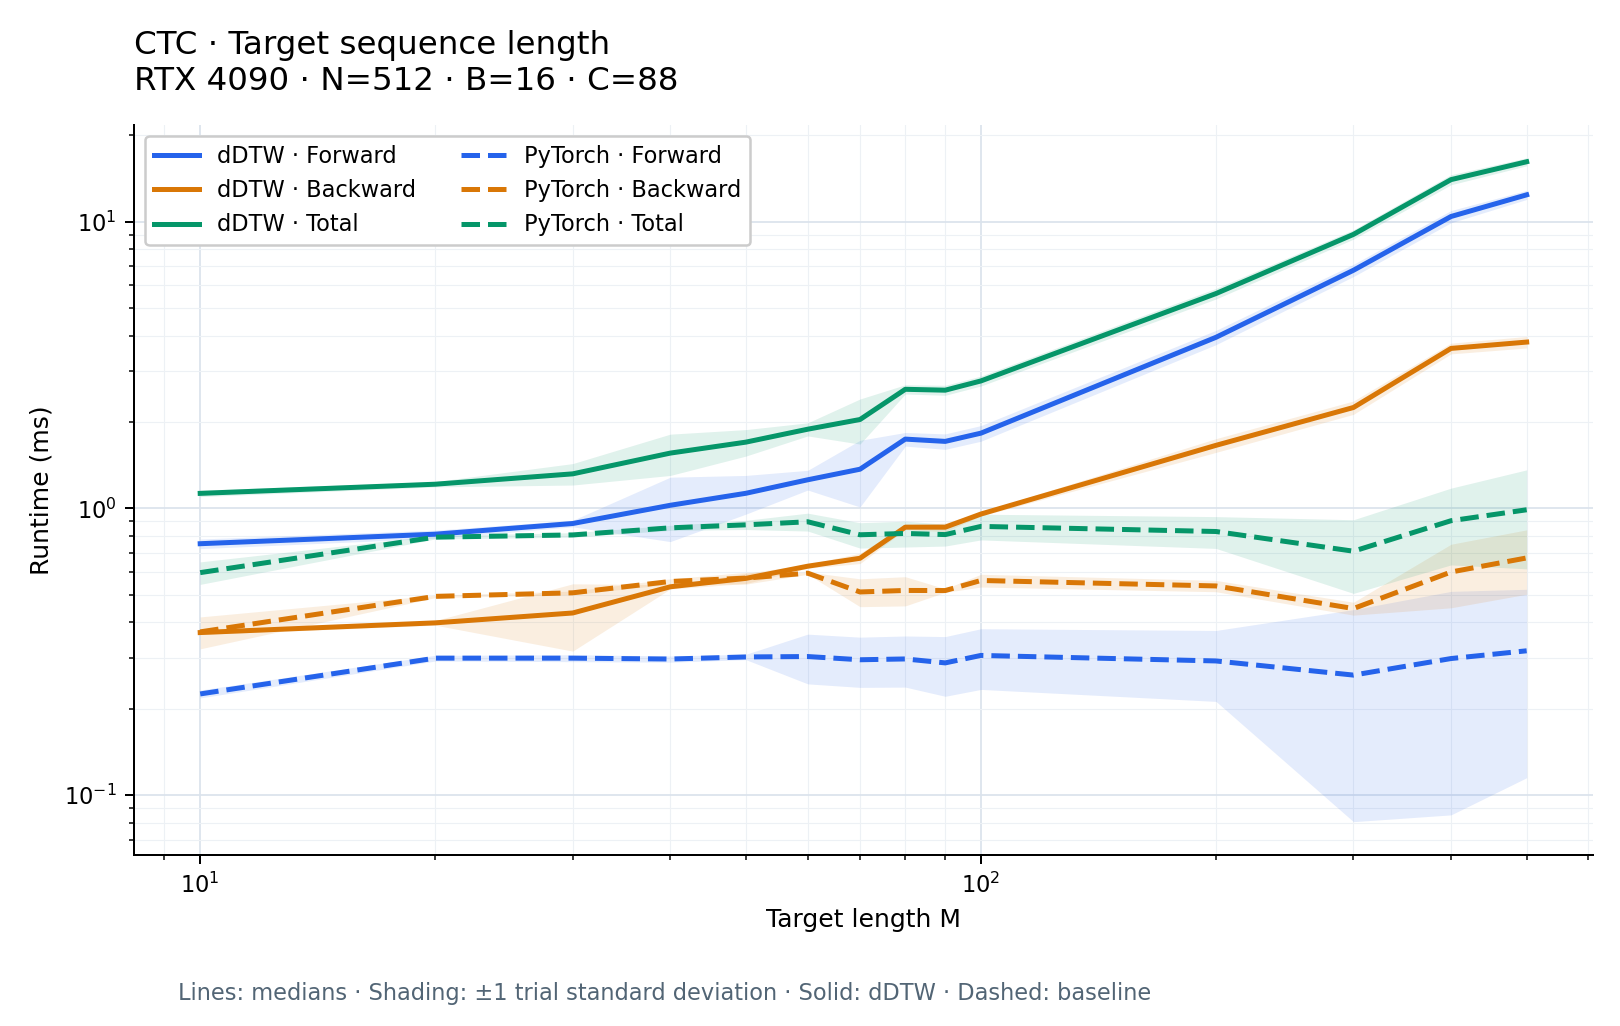 CTC · Target sequence length
RTX 4090 · N=512 · B=16 · C=88
dDTW · Forward
dDTW · Backward
dDTW · Total
PyTorch · Forward
PyTorch · Backward
PyTorch · Total
Runtime (ms)
10¹
10⁰
10⁻¹
10¹
10²
Target length M
Lines: medians · Shading: ±1 trial standard deviation · Solid: dDTW · Dashed: baseline